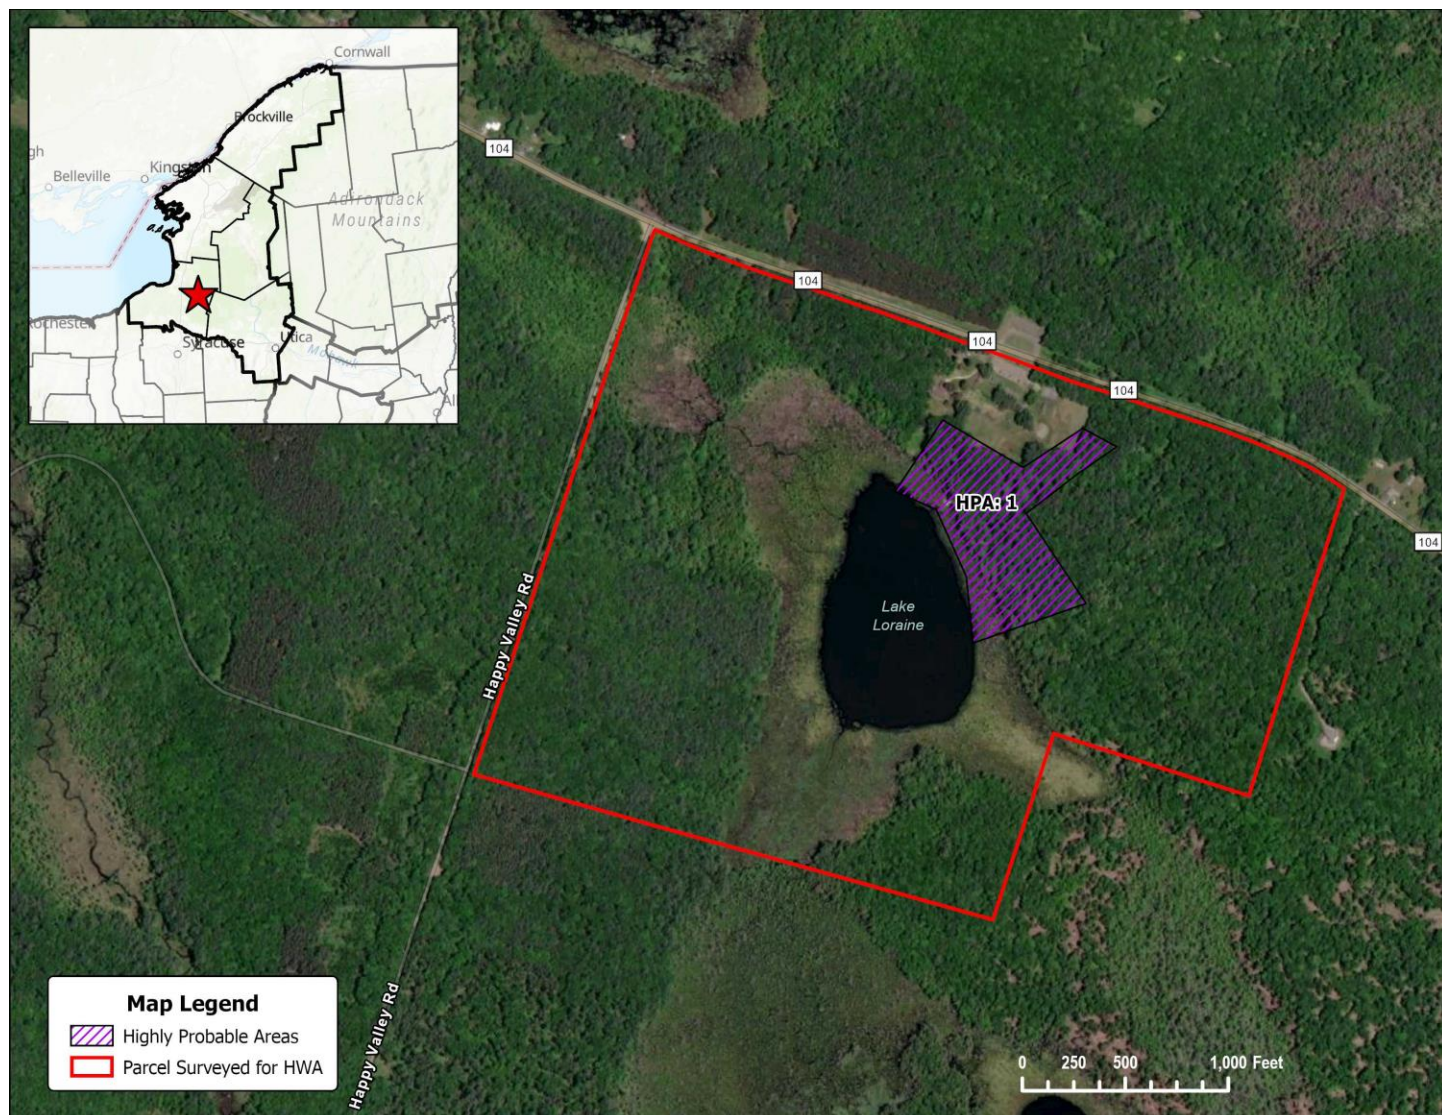 Cornwall
Brockville
gh
Kingston
Belleville
Adirondack
Mountains
Rochester
Syracuse
Utica
Mohawk
Al
104
104
104
104
104
HPA: 1
Lake
Loraine
Happy Valley Rd
Happy Valley Rd
Map Legend
Highly Probable Areas
Parcel Surveyed for HWA
0 250 500 1,000 Feet